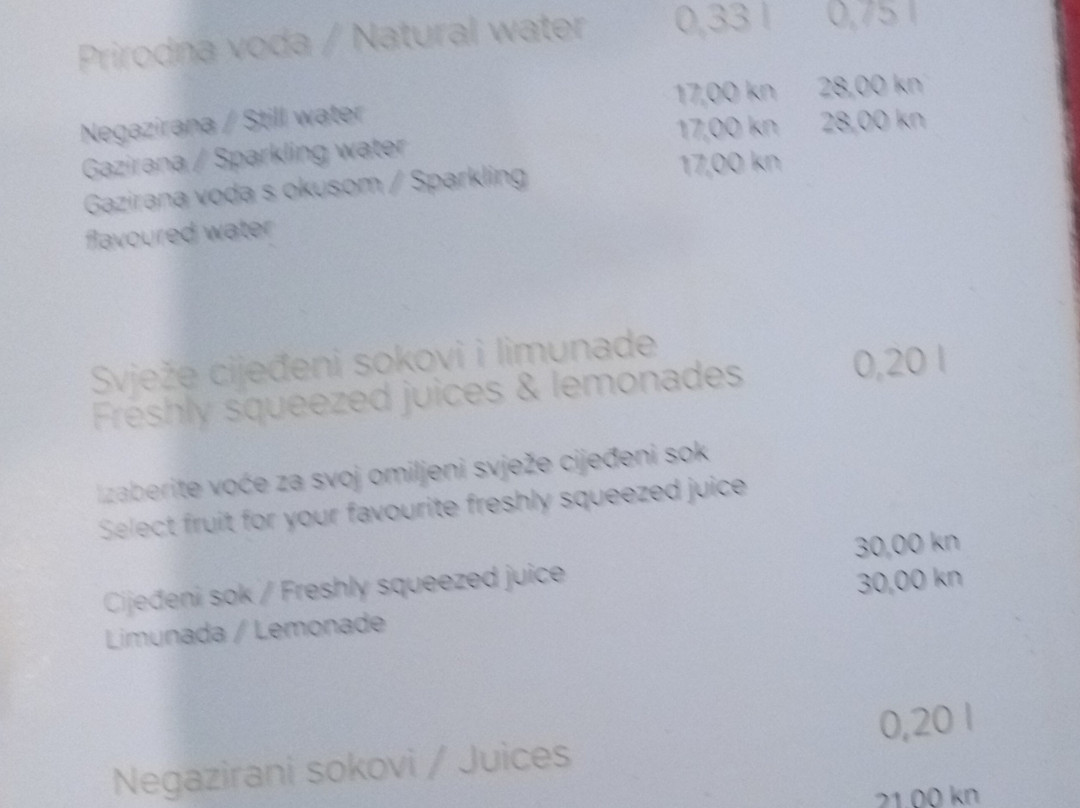 Prirodna voda / Natural water 0,33 l 0,75 l
Negazirana / Still water 17,00 kn 28,00 kn
Gazirana / Sparkling water 17,00 kn 28,00 kn
Gazirana voda s okusom / Sparkling 17,00 kn
flavoured water
Svježe cijeđeni sokovi i limunade
Freshly squeezed juices & lemonades 0,20 l
Izaberite voće za svoj omiljeni svježe cijeđeni sok
Select fruit for your favourite freshly squeezed juice
Cijeđeni sok / Freshly squeezed juice 30,00 kn
Limunada / Lemonade 30,00 kn
Negazirani sokovi / Juices 0,20 l
21,00 kn